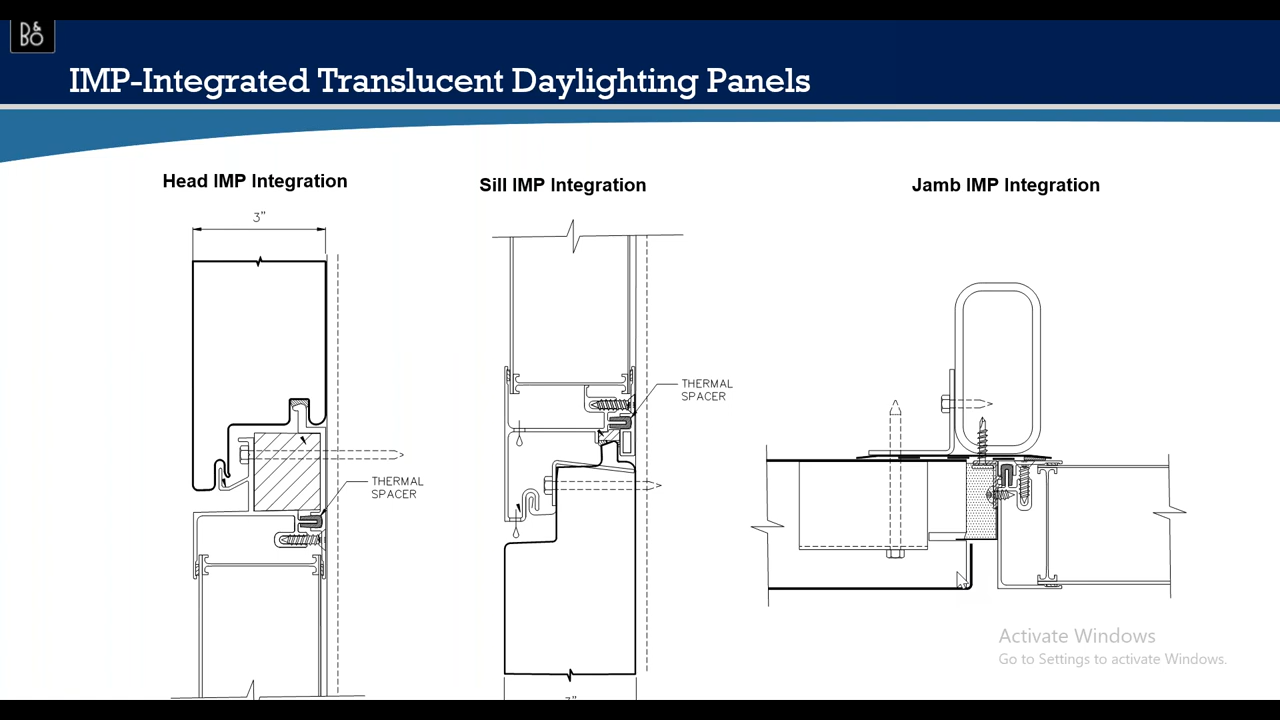 B&
BO
IMP-Integrated Translucent Daylighting Panels
Head IMP Integration
Sill IMP Integration
Jamb IMP Integration
3"
THERMAL
SPACER
THERMAL
SPACER
Activate Windows
Go to Settings to activate Windows.